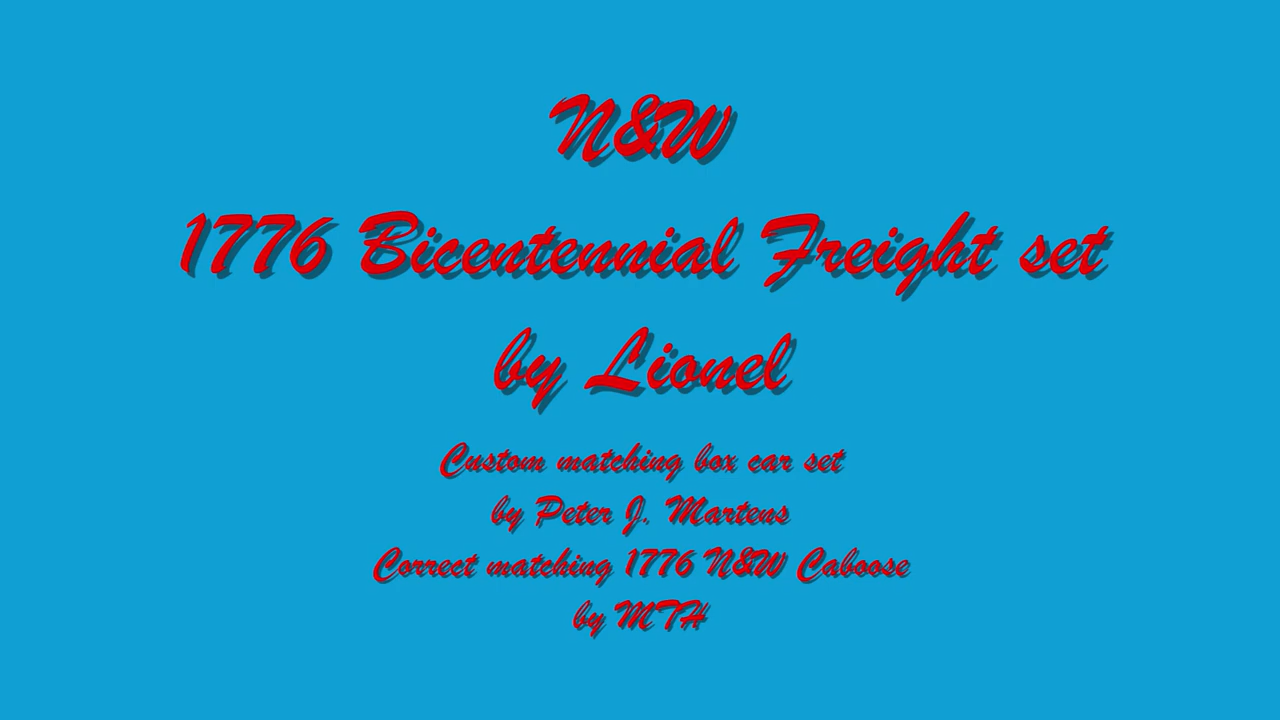 N&W
1776 Bicentennial Freight set
by Lionel
Custom matching box car set
by Peter J. Martens
Correct matching 1776 N&W Caboose
by MTH